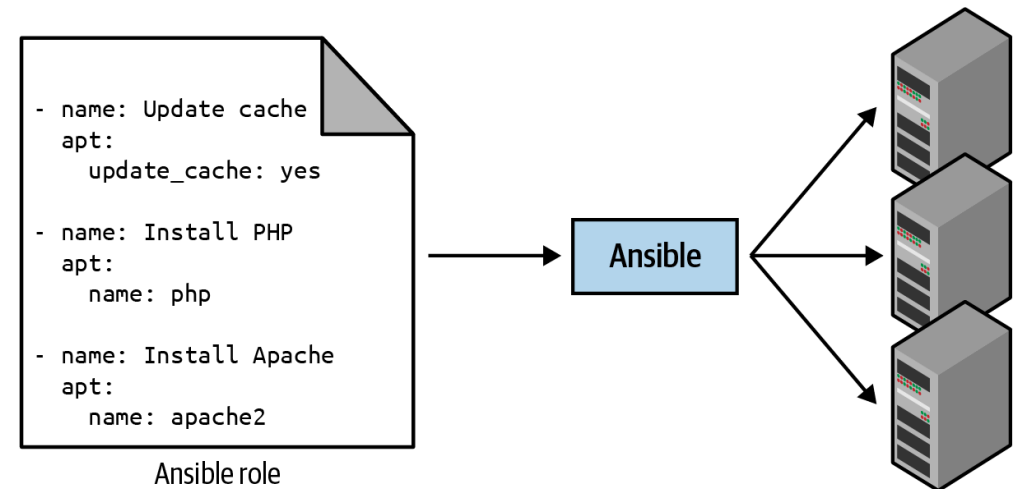 - name: Update cache
  apt:
    update_cache: yes
- name: Install PHP
  apt:
    name: php
- name: Install Apache
  apt:
    name: apache2
Ansible role
Ansible